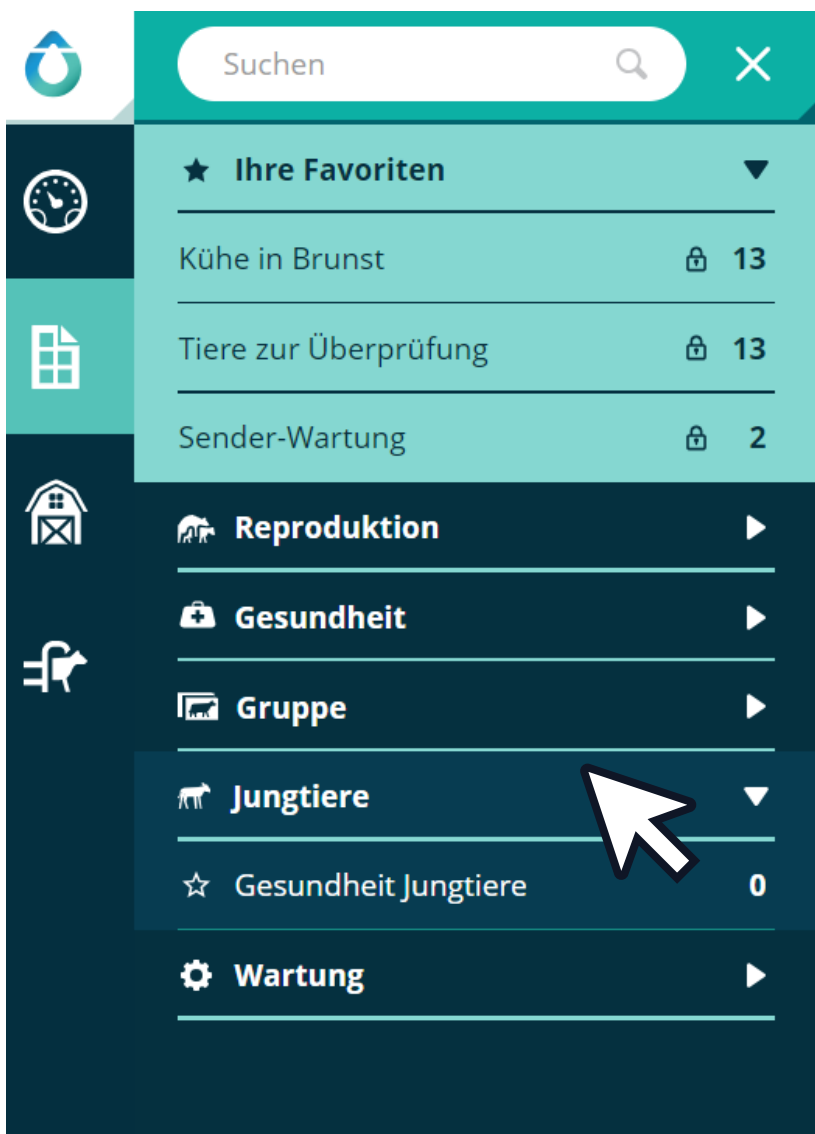 Suchen
Ihre Favoriten
Kühe in Brunst 13
Tiere zur Überprüfung 13
Sender-Wartung 2
Reproduktion
Gesundheit
Gruppe
Jungtiere
Gesundheit Jungtiere 0
Wartung